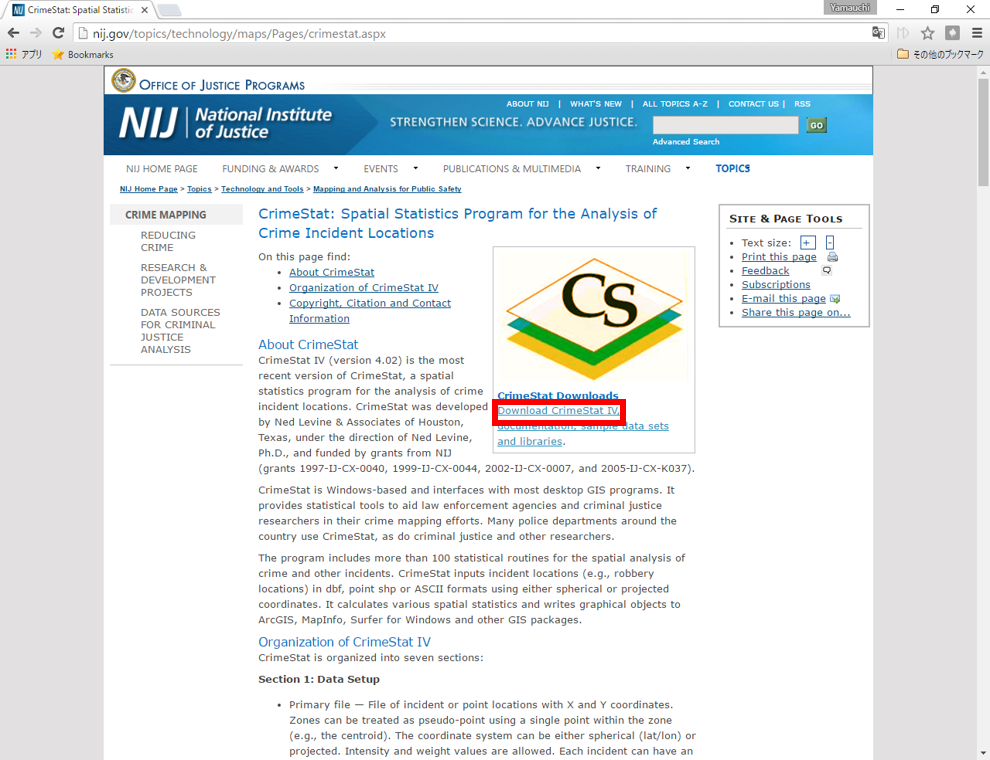 CrimeStat: Spatial Statistic
Yamauchi
nij.gov/topics/technology/maps/Pages/crimestat.aspx
アプリ
Bookmarks
その他のブックマーク
OFFICE OF JUSTICE PROGRAMS
ABOUT NIJ | WHAT'S NEW | ALL TOPICS A-Z | CONTACT US | RSS
NIJ
National Institute
of Justice
STRENGTHEN SCIENCE. ADVANCE JUSTICE.
GO
Advanced Search
NIJ HOME PAGE FUNDING & AWARDS EVENTS PUBLICATIONS & MULTIMEDIA TRAINING TOPICS
NIJ Home Page > Topics > Technology and Tools > Mapping and Analysis for Public Safety
CRIME MAPPING
REDUCING
CRIME
RESEARCH &
DEVELOPMENT
PROJECTS
DATA SOURCES
FOR CRIMINAL
JUSTICE
ANALYSIS
CrimeStat: Spatial Statistics Program for the Analysis of
Crime Incident Locations
On this page find:
• About CrimeStat
• Organization of CrimeStat IV
• Copyright, Citation and Contact
Information
CS
CrimeStat Downloads
Download CrimeStat IV,
documentation, sample data sets
and libraries.
About CrimeStat
CrimeStat IV (version 4.02) is the most
recent version of CrimeStat, a spatial
statistics program for the analysis of crime
incident locations. CrimeStat was developed
by Ned Levine & Associates of Houston,
Texas, under the direction of Ned Levine,
Ph.D., and funded by grants from NIJ
(grants 1997-IJ-CX-0040, 1999-IJ-CX-0044, 2002-IJ-CX-0007, and 2005-IJ-CX-K037).
CrimeStat is Windows-based and interfaces with most desktop GIS programs. It
provides statistical tools to aid law enforcement agencies and criminal justice
researchers in their crime mapping efforts. Many police departments around the
country use CrimeStat, as do criminal justice and other researchers.
The program includes more than 100 statistical routines for the spatial analysis of
crime and other incidents. CrimeStat inputs incident locations (e.g., robbery
locations) in dbf, point shp or ASCII formats using either spherical or projected
coordinates. It calculates various spatial statistics and writes graphical objects to
ArcGIS, MapInfo, Surfer for Windows and other GIS packages.
Organization of CrimeStat IV
CrimeStat is organized into seven sections:
Section 1: Data Setup
• Primary file — File of incident or point locations with X and Y coordinates.
Zones can be treated as pseudo-point using a single point within the zone
(e.g., the centroid). The coordinate system can be either spherical (lat/lon) or
projected. Intensity and weight values are allowed. Each incident can have an
SITE & PAGE TOOLS
• Text size: + -
• Print this page
• Feedback
• Subscriptions
• E-mail this page
• Share this page on...